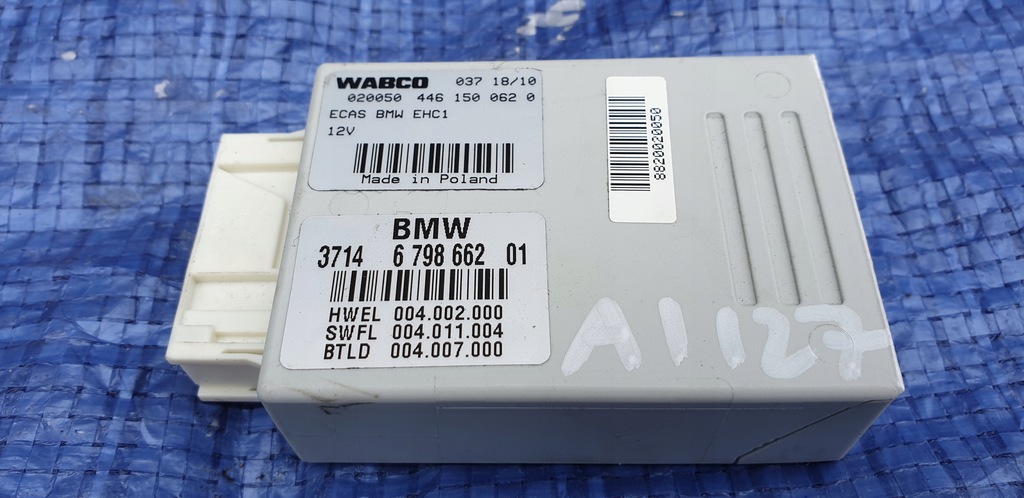 WABCO 037 18/10
020050 446 150 062 0
ECAS BMW EHC1
12V
Made in Poland
8820020050
BMW
3714 6 798 662 01
HWEL 004.002.000
SWFL 004.011.004
BTLD 004.007.000
A1127